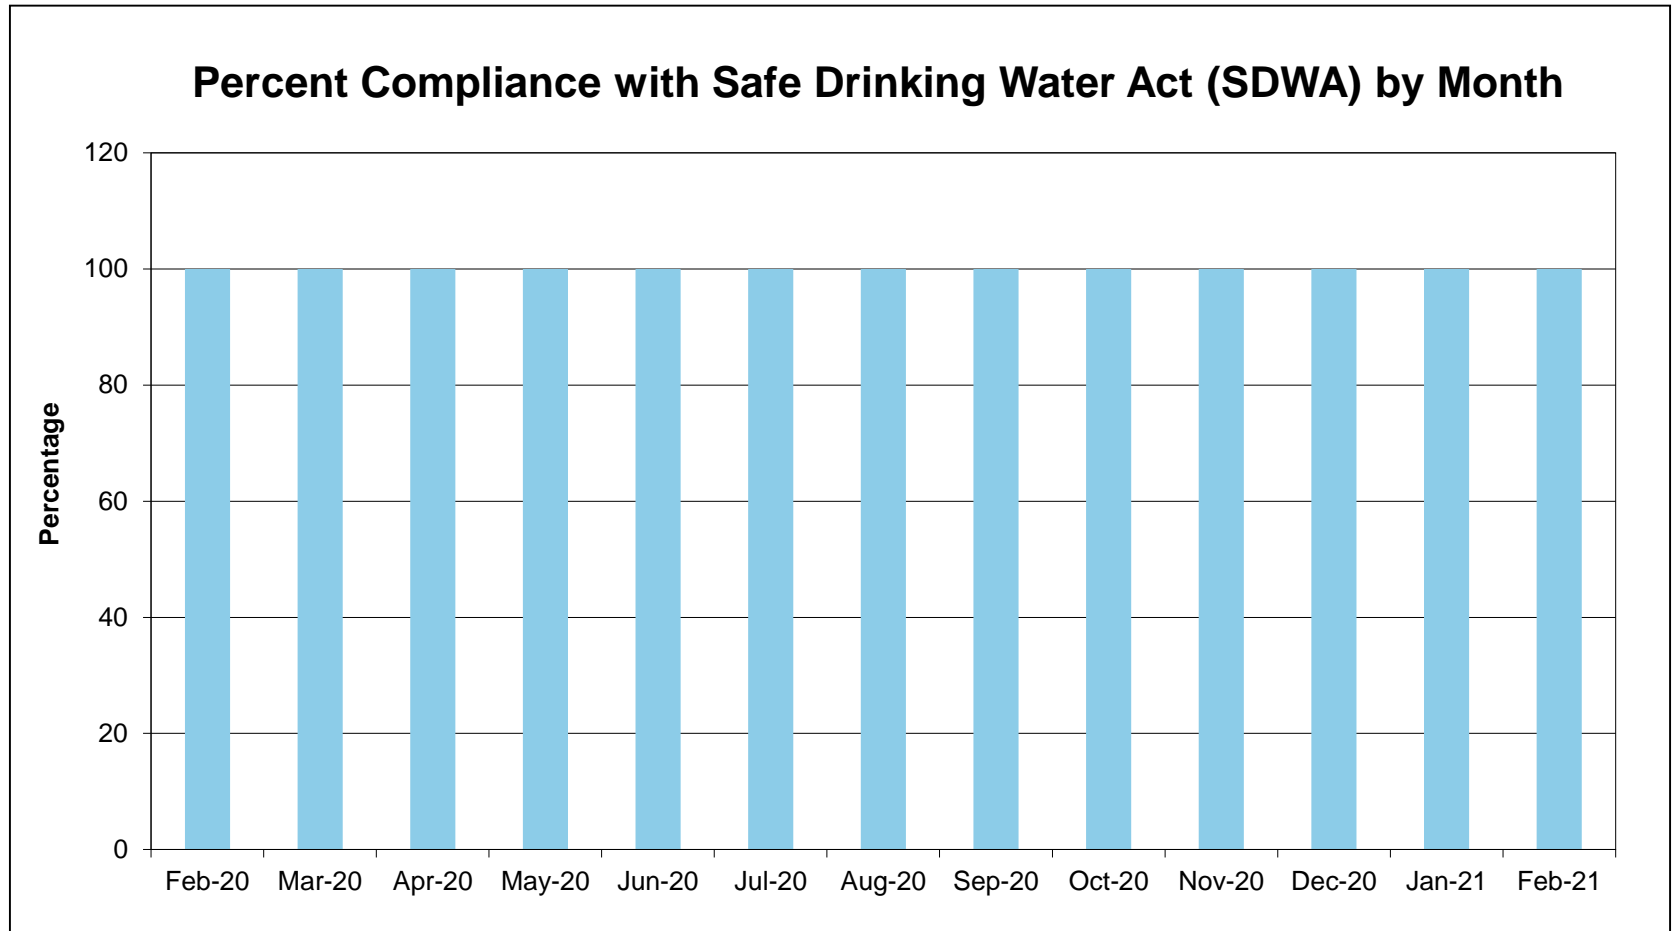 Percent Compliance with Safe Drinking Water Act (SDWA) by Month
120
100
80
60
40
20
0
Percentage
Feb-20 Mar-20 Apr-20 May-20 Jun-20 Jul-20 Aug-20 Sep-20 Oct-20 Nov-20 Dec-20 Jan-21 Feb-21